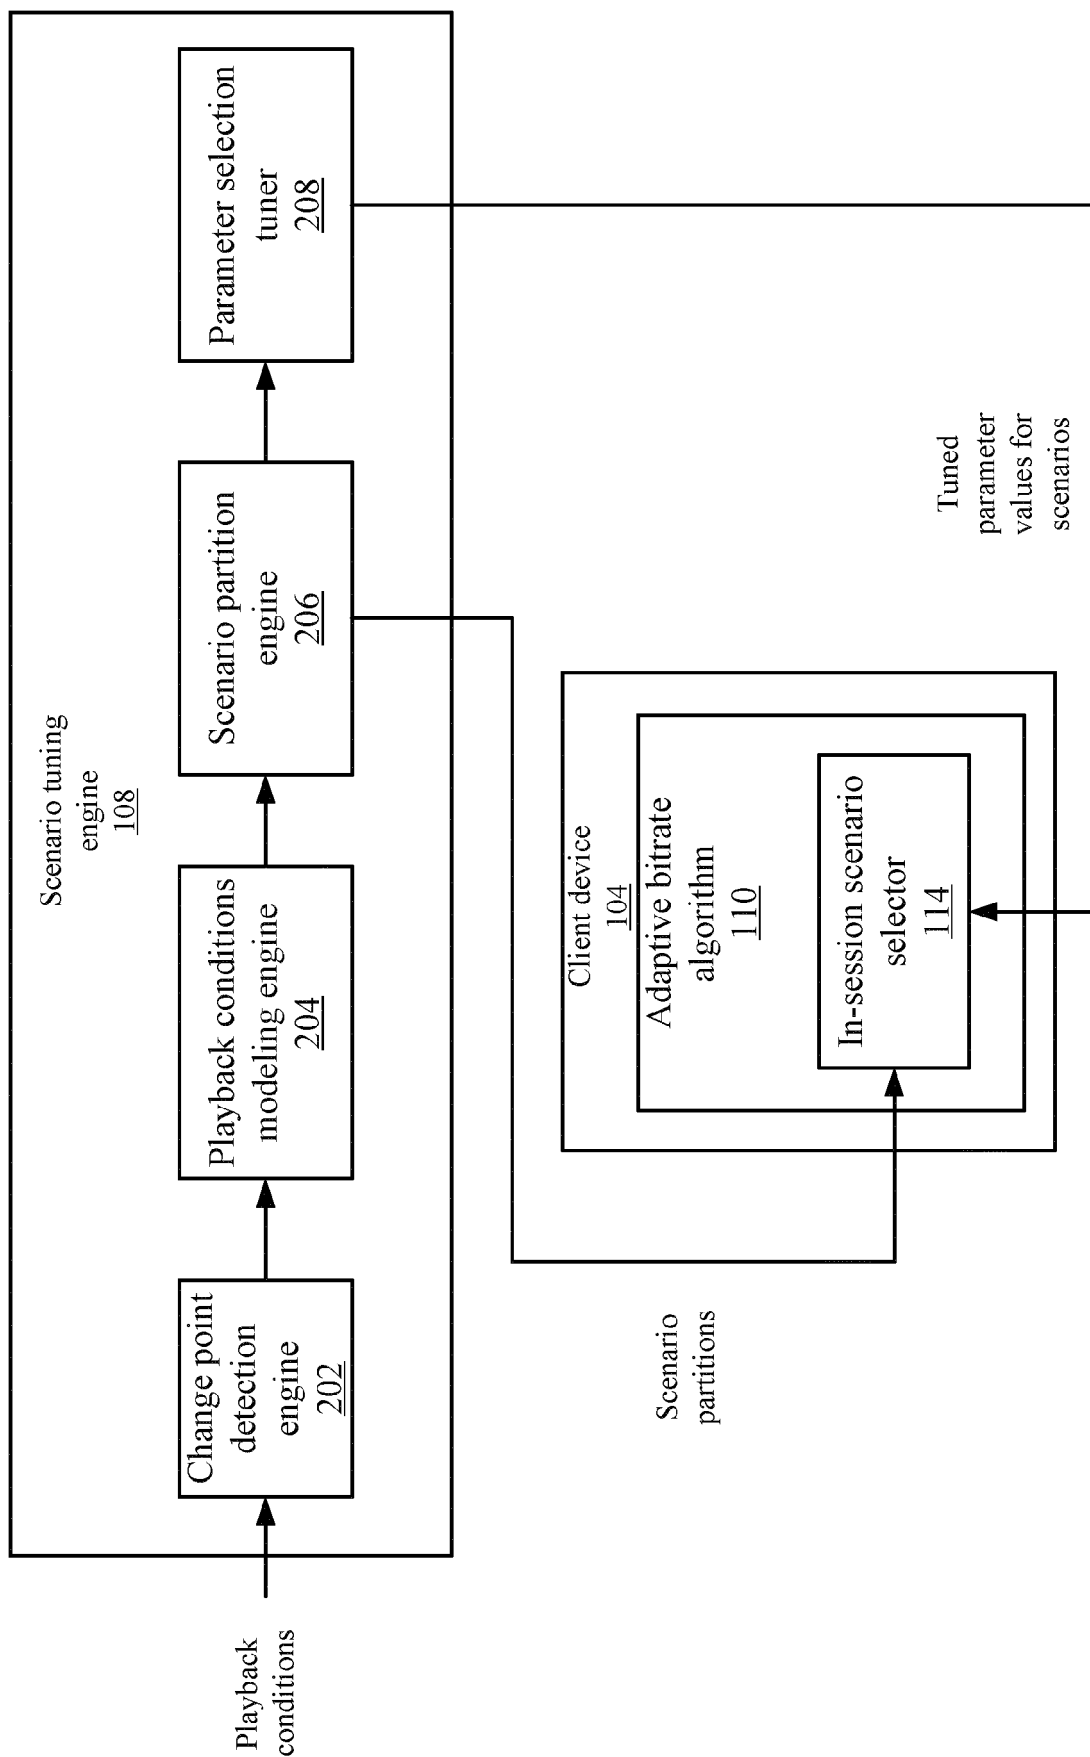 Scenario tuning
engine
108
Playback
conditions
Change point
detection
engine
202
Playback conditions
modeling engine
204
Scenario partition
engine
206
Parameter selection
tuner
208
Scenario
partitions
Client device
104
Adaptive bitrate
algorithm
110
In-session scenario
selector
114
Tuned
parameter
values for
scenarios